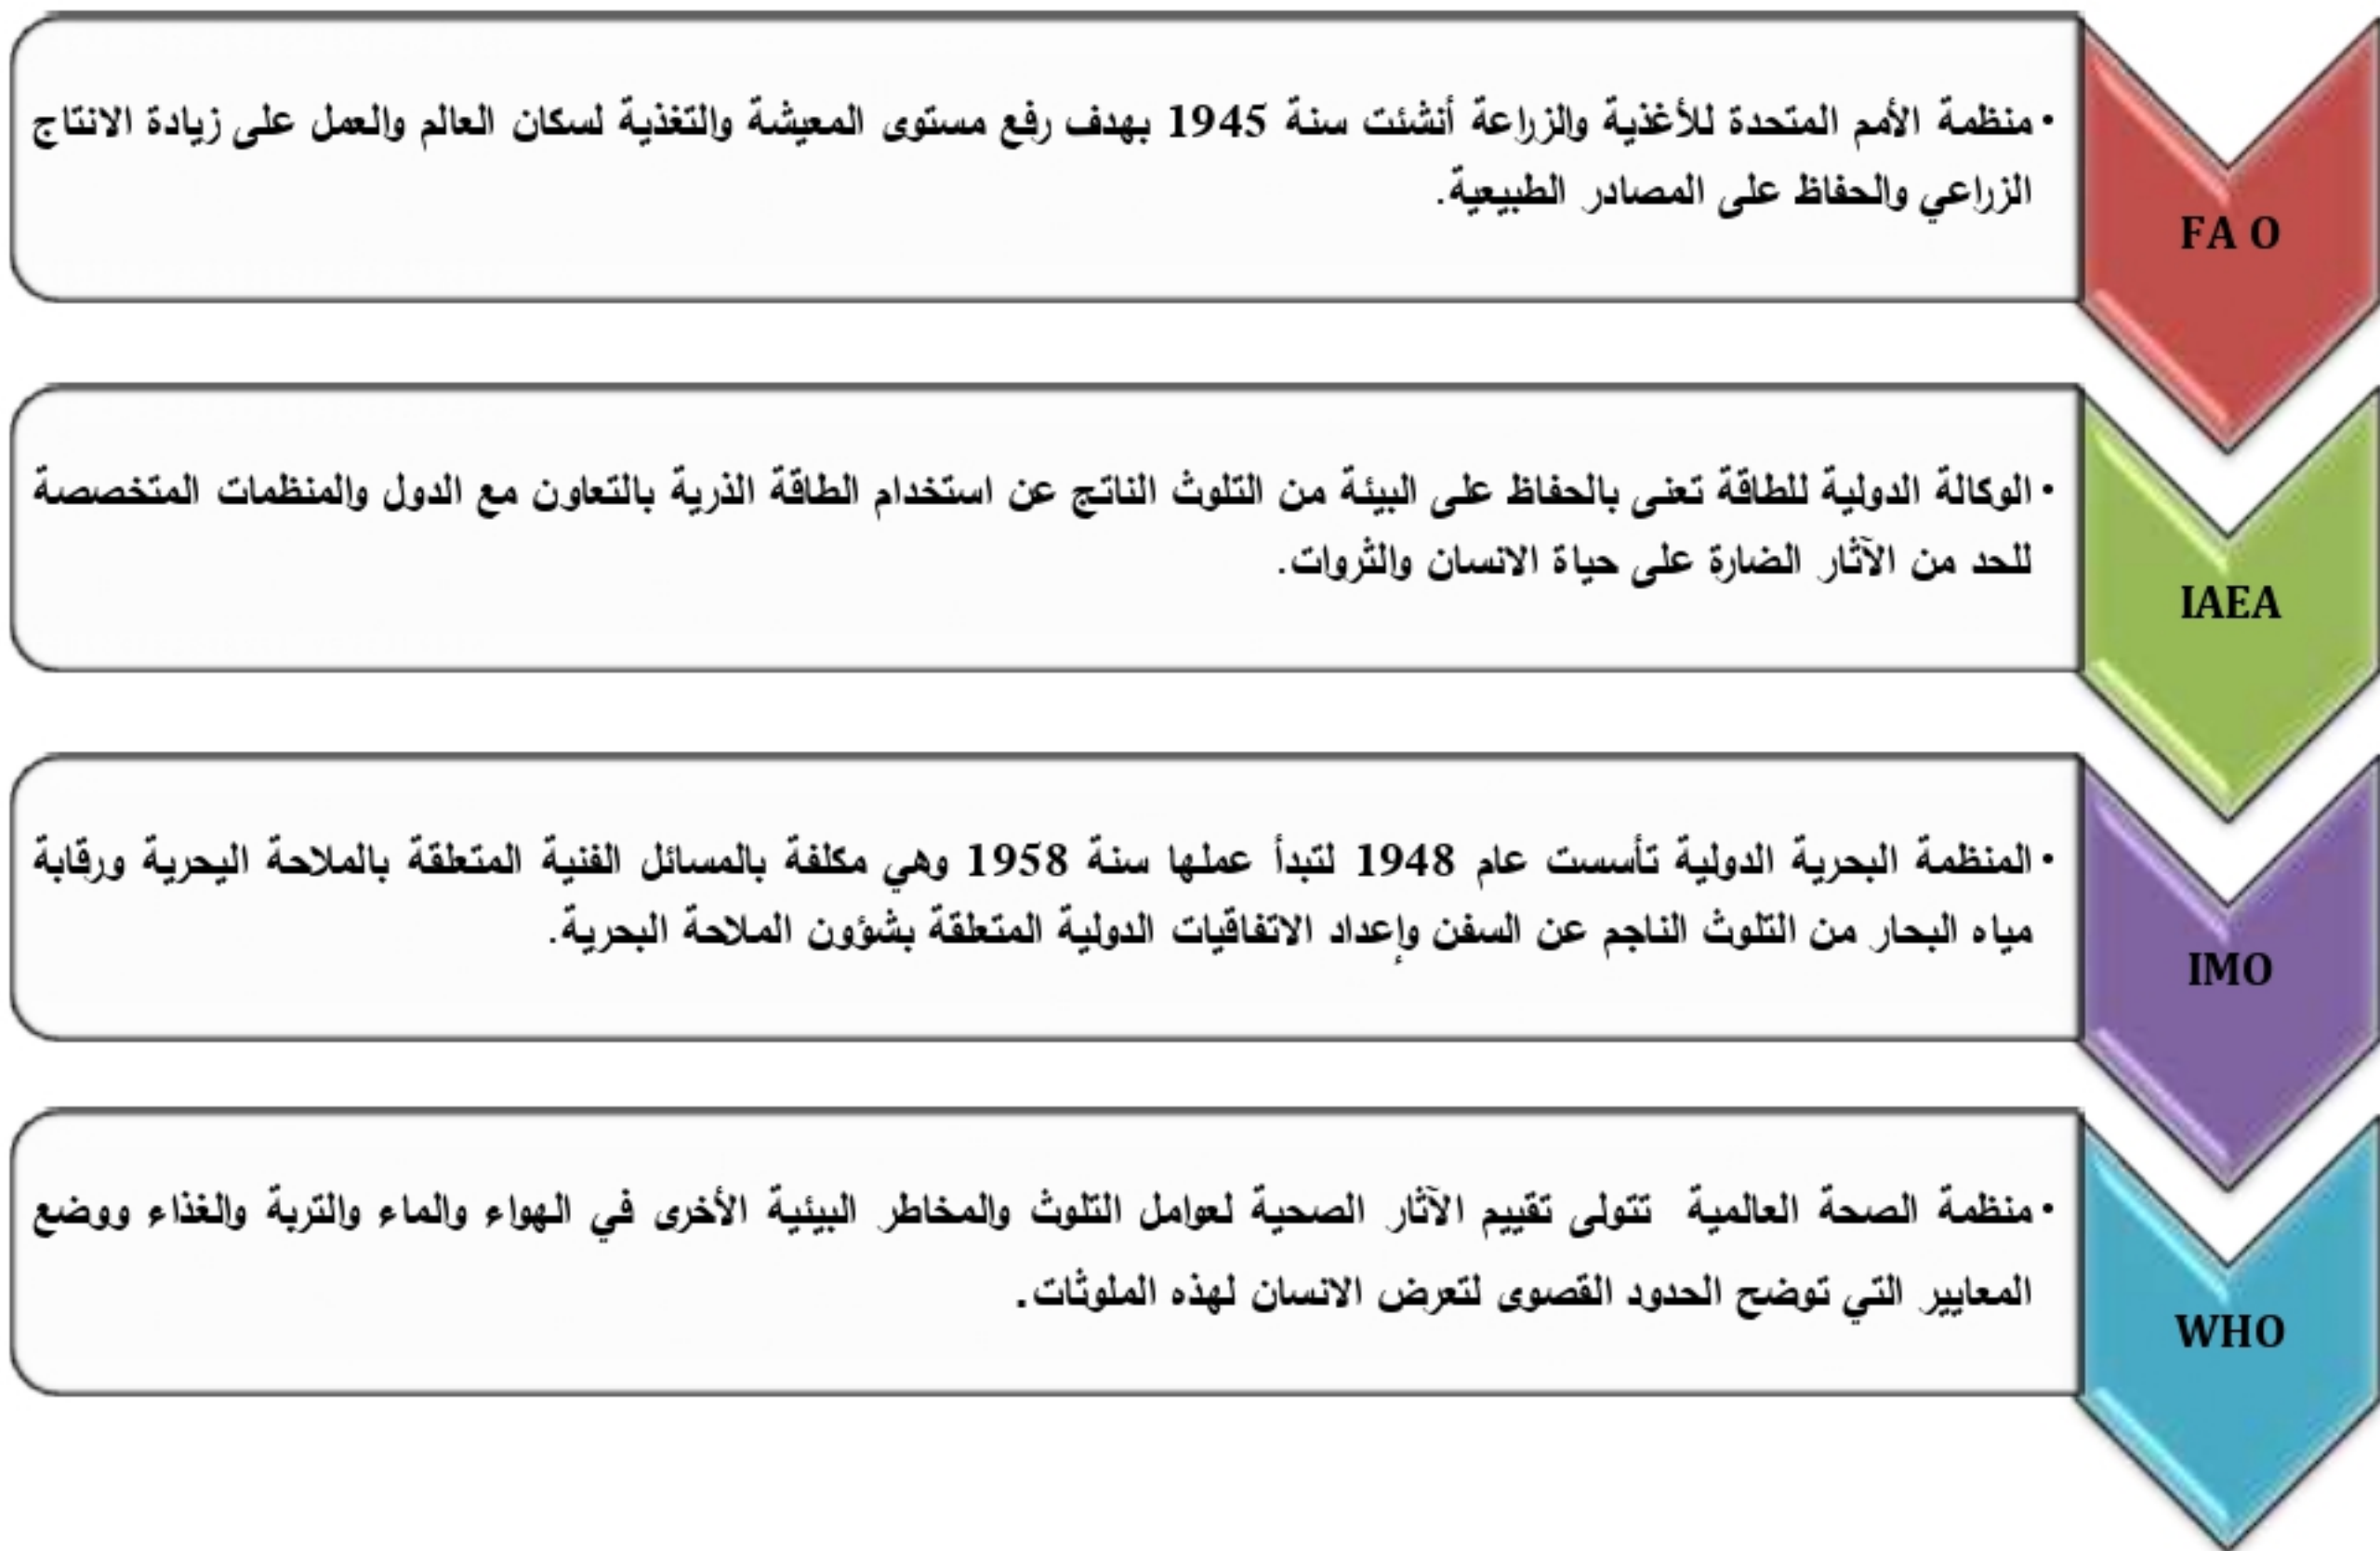 FA O
• منظمة الأمم المتحدة للأغذية والزراعة أنشئت سنة 1945 بهدف رفع مستوى المعيشة والتغذية لسكان العالم والعمل على زيادة الانتاج
الزراعي والحفاظ على المصادر الطبيعية.
IAEA
• الوكالة الدولية للطاقة تعنى بالحفاظ على البيئة من التلوث الناتج عن استخدام الطاقة الذرية بالتعاون مع الدول والمنظمات المتخصصة
للحد من الآثار الضارة على حياة الانسان والثروات.
IMO
• المنظمة البحرية الدولية تأسست عام 1948 لتبدأ عملها سنة 1958 وهي مكلفة بالمسائل الفنية المتعلقة بالملاحة اليحرية ورقابة
مياه البحار من التلوث الناجم عن السفن وإعداد الاتفاقيات الدولية المتعلقة بشؤون الملاحة البحرية.
WHO
• منظمة الصحة العالمية تتولى تقييم الآثار الصحية لعوامل التلوث والمخاطر البيئية الأخرى في الهواء والماء والتربة والغذاء ووضع
المعايير التي توضح الحدود القصوى لتعرض الانسان لهذه الملوثات.